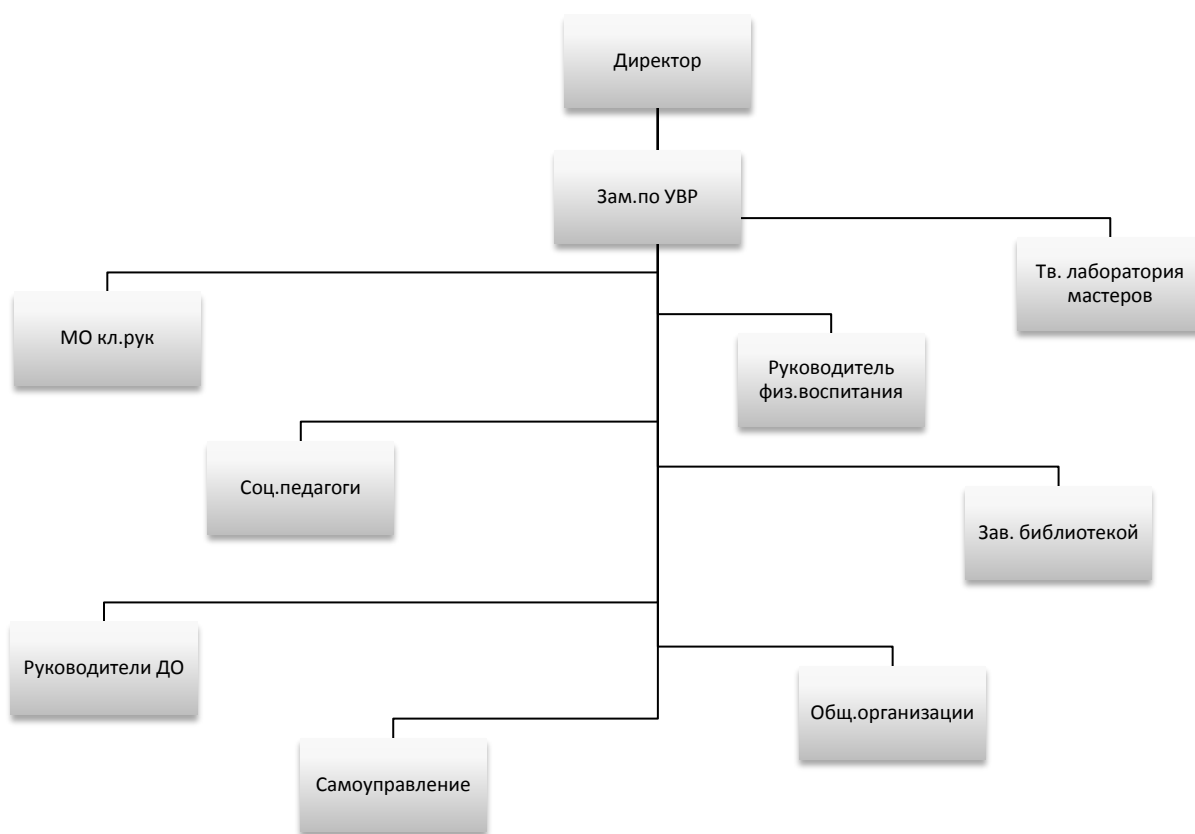 Директор
Зам.по УВР
Тв. лаборатория
мастеров
МО кл.рук
Руководитель
физ.воспитания
Соц.педагоги
Зав. библиотекой
Руководители ДО
Общ.организации
Самоуправление